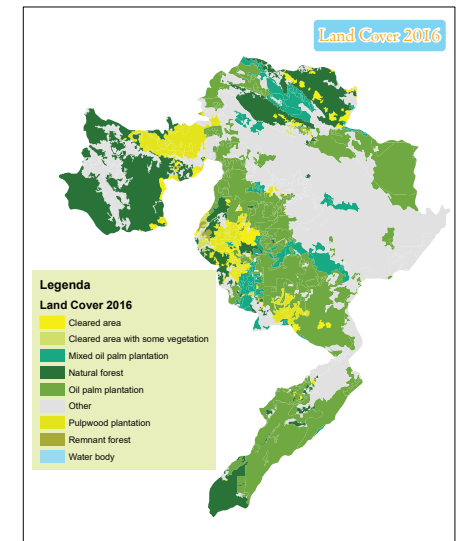 Land Cover 2016
Legenda
Land Cover 2016
Cleared area
Cleared area with some vegetation
Mixed oil palm plantation
Natural forest
Oil palm plantation
Other
Pulpwood plantation
Remnant forest
Water body